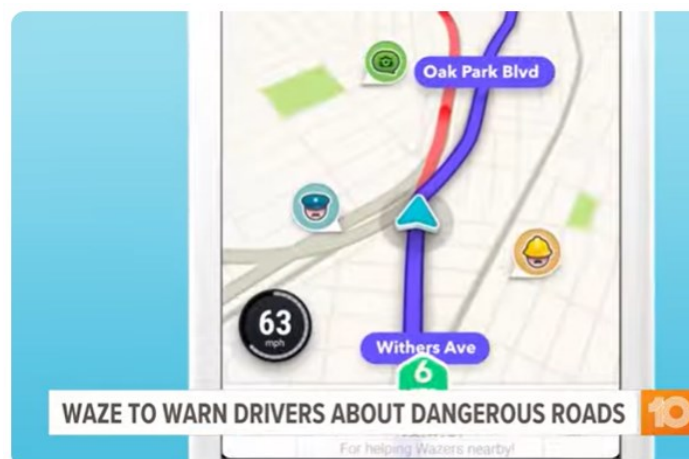 Oak Park Blvd
63
mph
Withers Ave
6
WAZE TO WARN DRIVERS ABOUT DANGEROUS ROADS
10
For helping Wazers nearby!